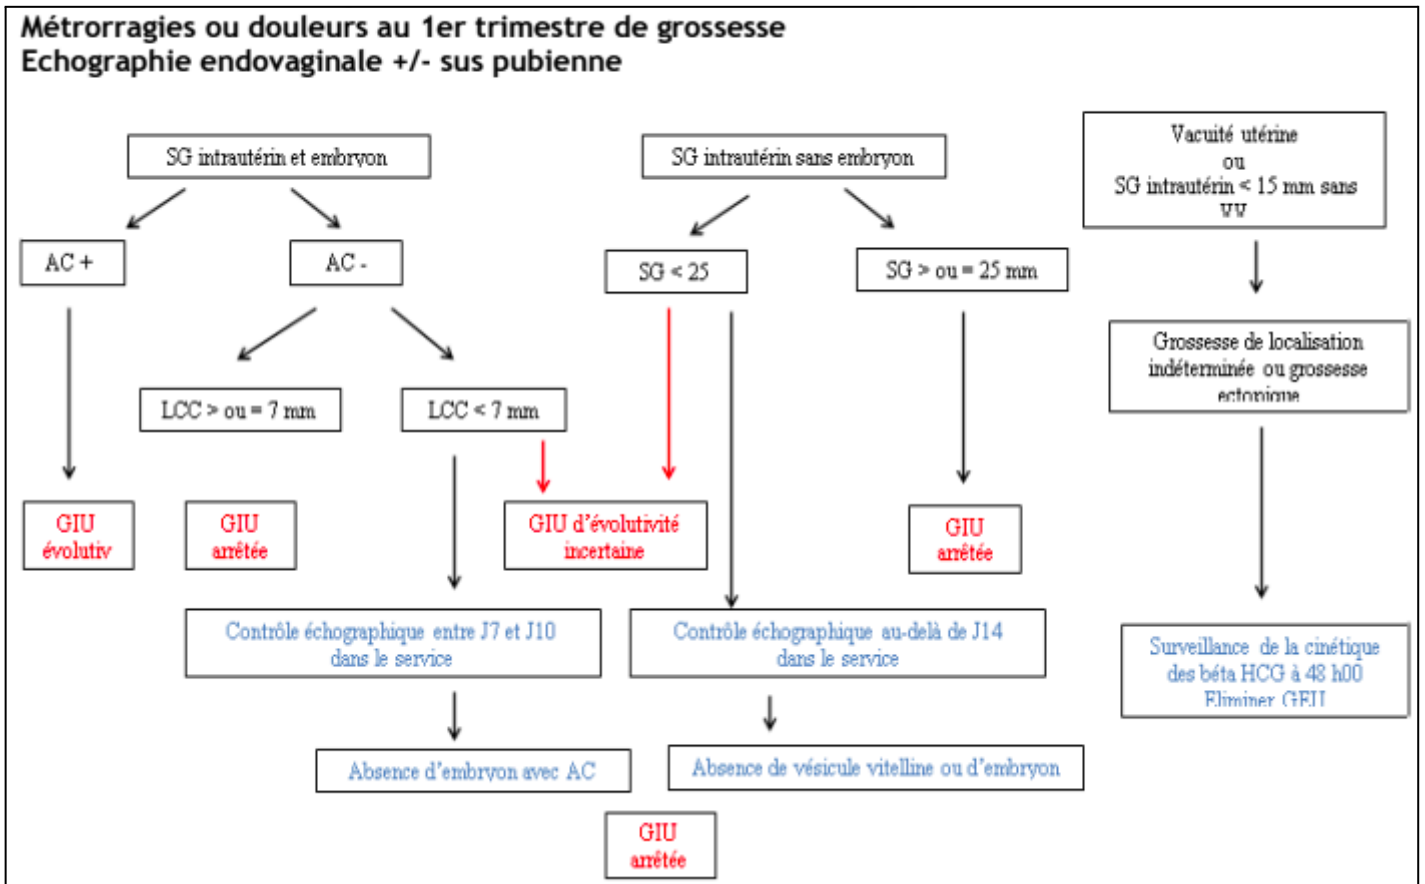 Métrorragies ou douleurs au 1er trimestre de grossesse
Echographie endovaginale +/- sus pubienne
SG intrautérin et embryon
SG intrautérin sans embryon
Vacuité utérine
ou
SG intrautérin < 15 mm sans
VV
AC +
AC -
SG < 25
SG > ou = 25 mm
Grossesse de localisation
indéterminée ou grossesse
ectopique
LCC > ou = 7 mm
LCC < 7 mm
GIU
évolutiv
GIU
arrêtée
GIU d'évolutivité
incertaine
GIU
arrêtée
Contrôle échographique entre J7 et J10
dans le service
Contrôle échographique au-delà de J14
dans le service
Surveillance de la cinétique
des béta HCG à 48 h00
Eliminer GEU
Absence d'embryon avec AC
Absence de vésicule vitelline ou d'embryon
GIU
arrêtée